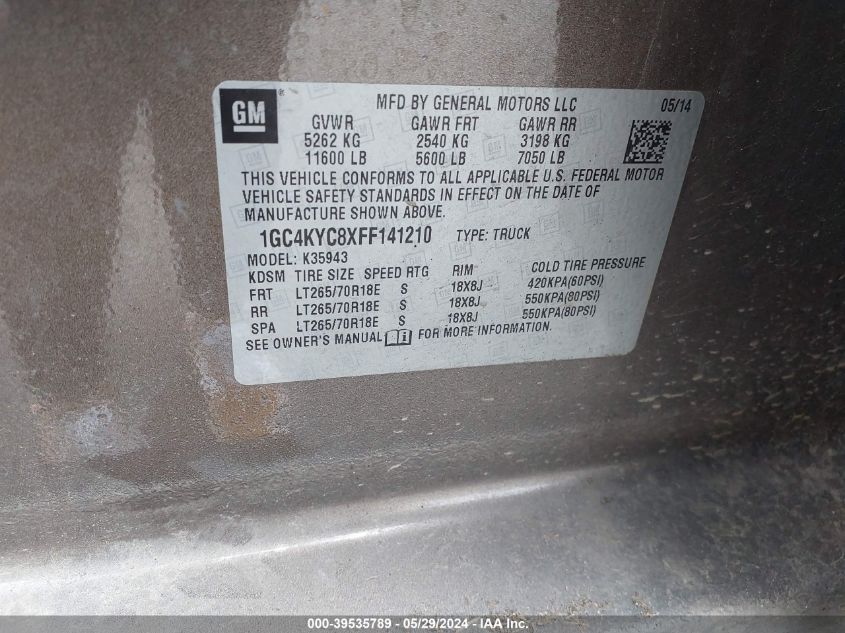 GM
MFD BY GENERAL MOTORS LLC 05/14
GVWR GAWR FRT GAWR RR
5262 KG 2540 KG 3198 KG
11600 LB 5600 LB 7050 LB
THIS VEHICLE CONFORMS TO ALL APPLICABLE U.S. FEDERAL MOTOR
VEHICLE SAFETY STANDARDS IN EFFECT ON THE DATE OF
MANUFACTURE SHOWN ABOVE.
1GC4KYC8XFF141210 TYPE: TRUCK
MODEL: K35943
KDSM TIRE SIZE SPEED RTG RIM COLD TIRE PRESSURE
FRT LT265/70R18E S 18X8J 420KPA(60PSI)
RR LT265/70R18E S 18X8J 550KPA(80PSI)
SPA LT265/70R18E S 18X8J 550KPA(80PSI)
SEE OWNER'S MANUAL FOR MORE INFORMATION.
000-39535789 - 05/29/2024 - IAA Inc.